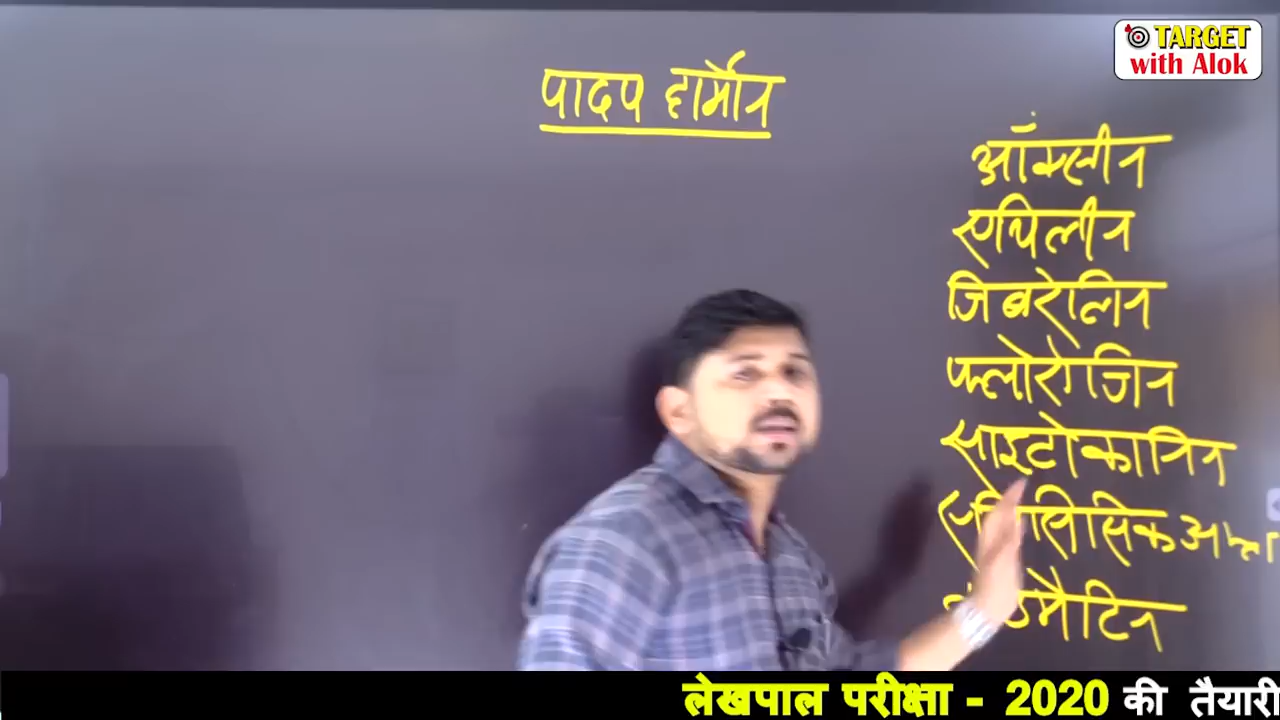 TARGET
with Alok
पादप हार्मोन
ऑक्सीन
एथिलीन
जिबरेलिन
फ्लोरोजिन
साइटोकानिन
लेखपाल परीक्षा - 2020 की तैयारी